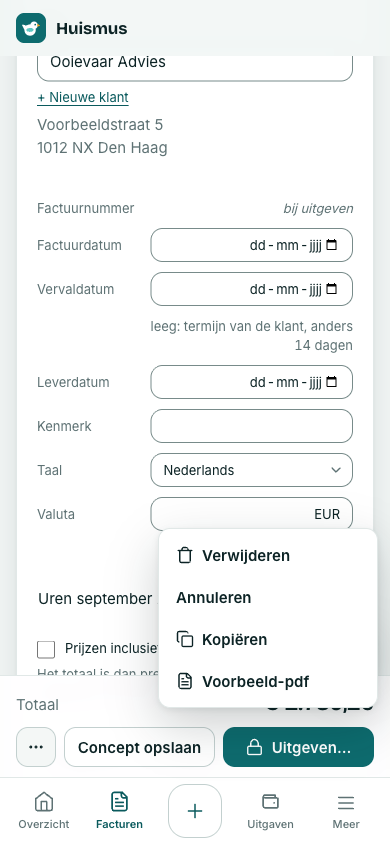 Huismus
Ooievaar Advies
+ Nieuwe klant
Voorbeeldstraat 5
1012 NX Den Haag
Factuurnummer bij uitgeven
Factuurdatum dd-mm-jjjj
Vervaldatum dd-mm-jjjj
leeg: termijn van de klant, anders
14 dagen
Leverdatum dd-mm-jjjj
Kenmerk
Taal Nederlands
Valuta EUR
Verwijderen
Uren september
Annuleren
Kopiëren
Prijzen
Voorbeeld-pdf
Totaal
Concept opslaan
Uitgeven...
Overzicht
Facturen
Uitgaven
Meer